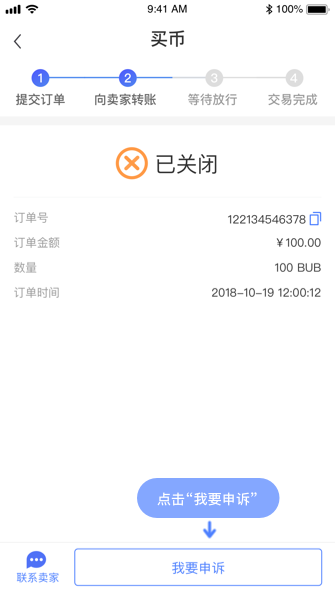 9:41 AM
100%
买币
1
2
3
4
提交订单
向卖家转账
等待放行
交易完成
已关闭
订单号
122134546378
订单金额
¥100.00
数量
100 BUB
订单时间
2018-10-19 12:00:12
点击“我要申诉”
联系卖家
我要申诉